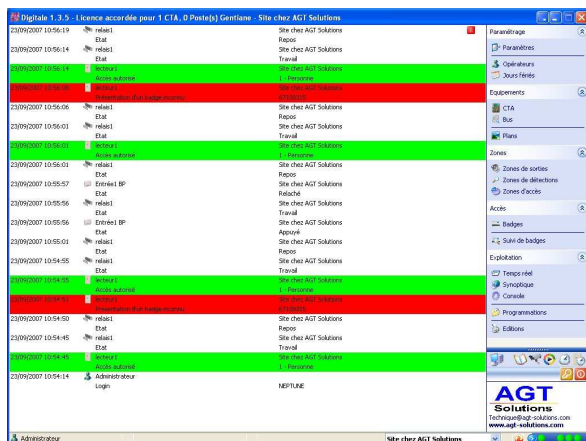 Digitale 1.3.5 - Licence accordée pour 1 CTA, 0 Poste(s) Gentiane - Site chez AGT Solutions
23/09/2007 10:56:19 relais1 Site chez AGT Solutions
Etat Repos
23/09/2007 10:56:14 relais1 Site chez AGT Solutions
Etat Travail
23/09/2007 10:56:14 lecteur1 Site chez AGT Solutions
Accès autorisé 1 - Personne
lecteur1 Site chez AGT Solutions
Présentation d'un badge inconnu
23/09/2007 10:56:06 relais1 Site chez AGT Solutions
Etat Repos
23/09/2007 10:56:01 relais1 Site chez AGT Solutions
Etat Travail
23/09/2007 10:56:01 lecteur1 Site chez AGT Solutions
Accès autorisé 1 - Personne
23/09/2007 10:56:01 relais1 Site chez AGT Solutions
Etat Repos
23/09/2007 10:55:57 Entrée1 BP Site chez AGT Solutions
Etat Relaché
23/09/2007 10:55:56 relais1 Site chez AGT Solutions
Etat Travail
23/09/2007 10:55:56 Entrée1 BP Site chez AGT Solutions
Etat Appuyé
23/09/2007 10:55:01 relais1 Site chez AGT Solutions
Etat Repos
23/09/2007 10:54:55 relais1 Site chez AGT Solutions
Etat Travail
23/09/2007 10:54:55 lecteur1 Site chez AGT Solutions
Accès autorisé 1 - Personne
lecteur1 Site chez AGT Solutions
Présentation d'un badge inconnu
23/09/2007 10:54:50 relais1 Site chez AGT Solutions
Etat Repos
23/09/2007 10:54:45 relais1 Site chez AGT Solutions
Etat Travail
23/09/2007 10:54:45 lecteur1 Site chez AGT Solutions
Accès autorisé 1 - Personne
23/09/2007 10:54:14 Administrateur
Login NEPTUNE
Paramétrage
Paramètres
Opérateurs
Jours fériés
Equipements
CTA
Bus
Plans
Zones
Zones de sorties
Zones de détections
Zones d'accès
Accès
Badges
Suivi de badges
Exploitation
Temps réel
Synoptique
Console
Programmations
Editions
AGT
Solutions
Technique@agt-solutions.com
www.agt-solutions.com
Administrateur Site chez AGT Solutions